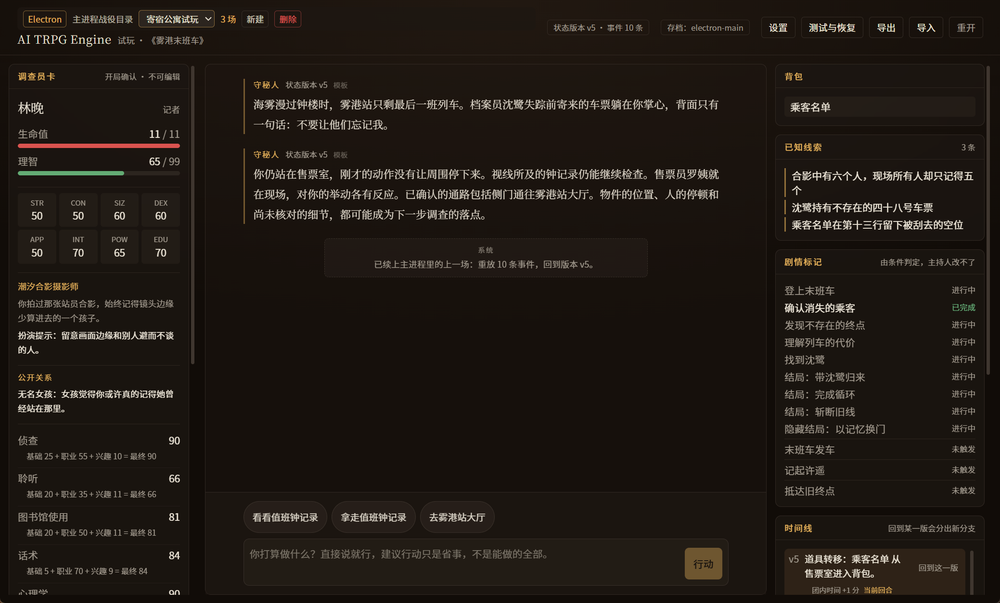 Electron 主进程战役目录 寄宿公寓试玩 3 场 新建 删除
AI TRPG Engine 试玩 · 《雾港末班车》
状态版本 v5 · 事件 10 条 存档：electron-main 设置 测试与恢复 导出 导入 重开
调查员卡 开局确认 · 不可编辑
林晚 记者
生命值 11 / 11
理智 65 / 99
STR CON SIZ DEX
50 50 60 60
APP INT POW EDU
50 70 65 70
潮汐合影摄影师
你拍过那张站员合影，始终记得镜头边缘
少算进去的一个孩子。
扮演提示：留意画面边缘和别人避而不谈
的人。
公开关系
无名女孩：女孩觉得你或许真的记得她曾
经站在那里。
侦查 90
基础 25 + 职业 55 + 兴趣 10 = 最终 90
聆听 66
基础 20 + 职业 35 + 兴趣 11 = 最终 66
图书馆使用 81
基础 20 + 职业 50 + 兴趣 11 = 最终 81
话术 84
基础 5 + 职业 70 + 兴趣 9 = 最终 84
心理学 90
守秘人 状态版本 v5 模板
海雾漫过钟楼时，雾港站只剩最后一班列车。档案员沈鹭失踪前寄来的车票躺在你掌心，背面只有
一句话：不要让他们忘记我。
守秘人 状态版本 v5 模板
你仍站在售票室，刚才的动作没有让周围停下来。视线所及的钟记录仍能继续检查。售票员罗姨就
在现场，对你的举动各有反应。已确认的通路包括侧门通往雾港站大厅。物件的位置、人的停顿和
尚未核对的细节，都可能成为下一步调查的落点。
系统
已续上主进程里的上一场：重放 10 条事件，回到版本 v5。
看看值班钟记录 拿走值班钟记录 去雾港站大厅
你打算做什么？直接说就行，建议行动只是省事，不是能做的全部。
行动
背包
乘客名单
已知线索 3 条
合影中有六个人，现场所有人却只记得五
个
沈鹭持有不存在的四十八号车票
乘客名单在第十三行留下被刮去的空位
剧情标记 由条件判定，主持人改不了
登上末班车 进行中
确认消失的乘客 已完成
发现不存在的终点 进行中
理解列车的代价 进行中
找到沈鹭 进行中
结局：带沈鹭归来 进行中
结局：完成循环 进行中
结局：斩断旧线 进行中
隐藏结局：以记忆换门 进行中
末班车发车 未触发
记起许遥 未触发
抵达旧终点 未触发
时间线 回到某一版会分出新分支
v5 道具转移：乘客名单 从
售票室进入背包。
回到这一版
团内时间 +1 分 当前回合